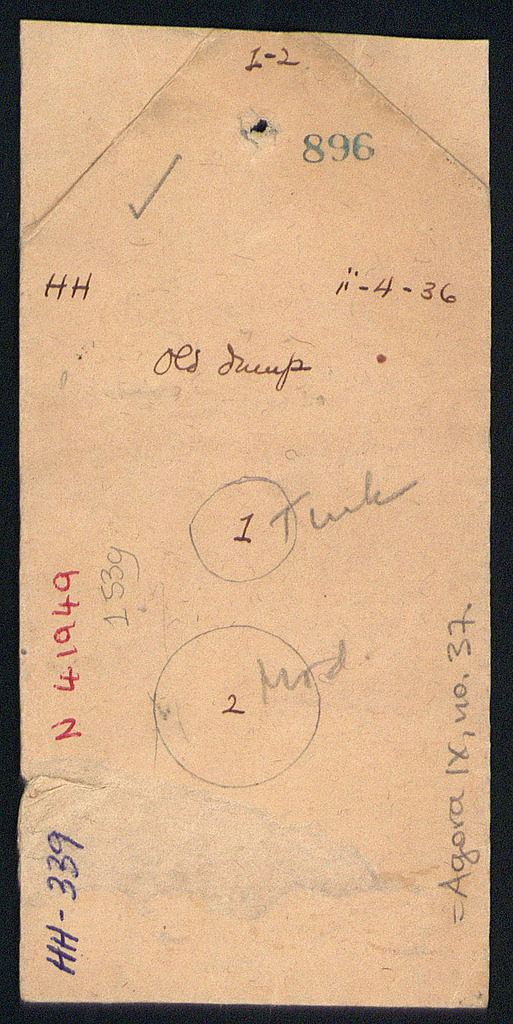 1-2
896
HH
ii-4-36
Old dump
1 Turk
2 Mod.
1539
N 41949
HH-339
=Agora IX, no. 37.